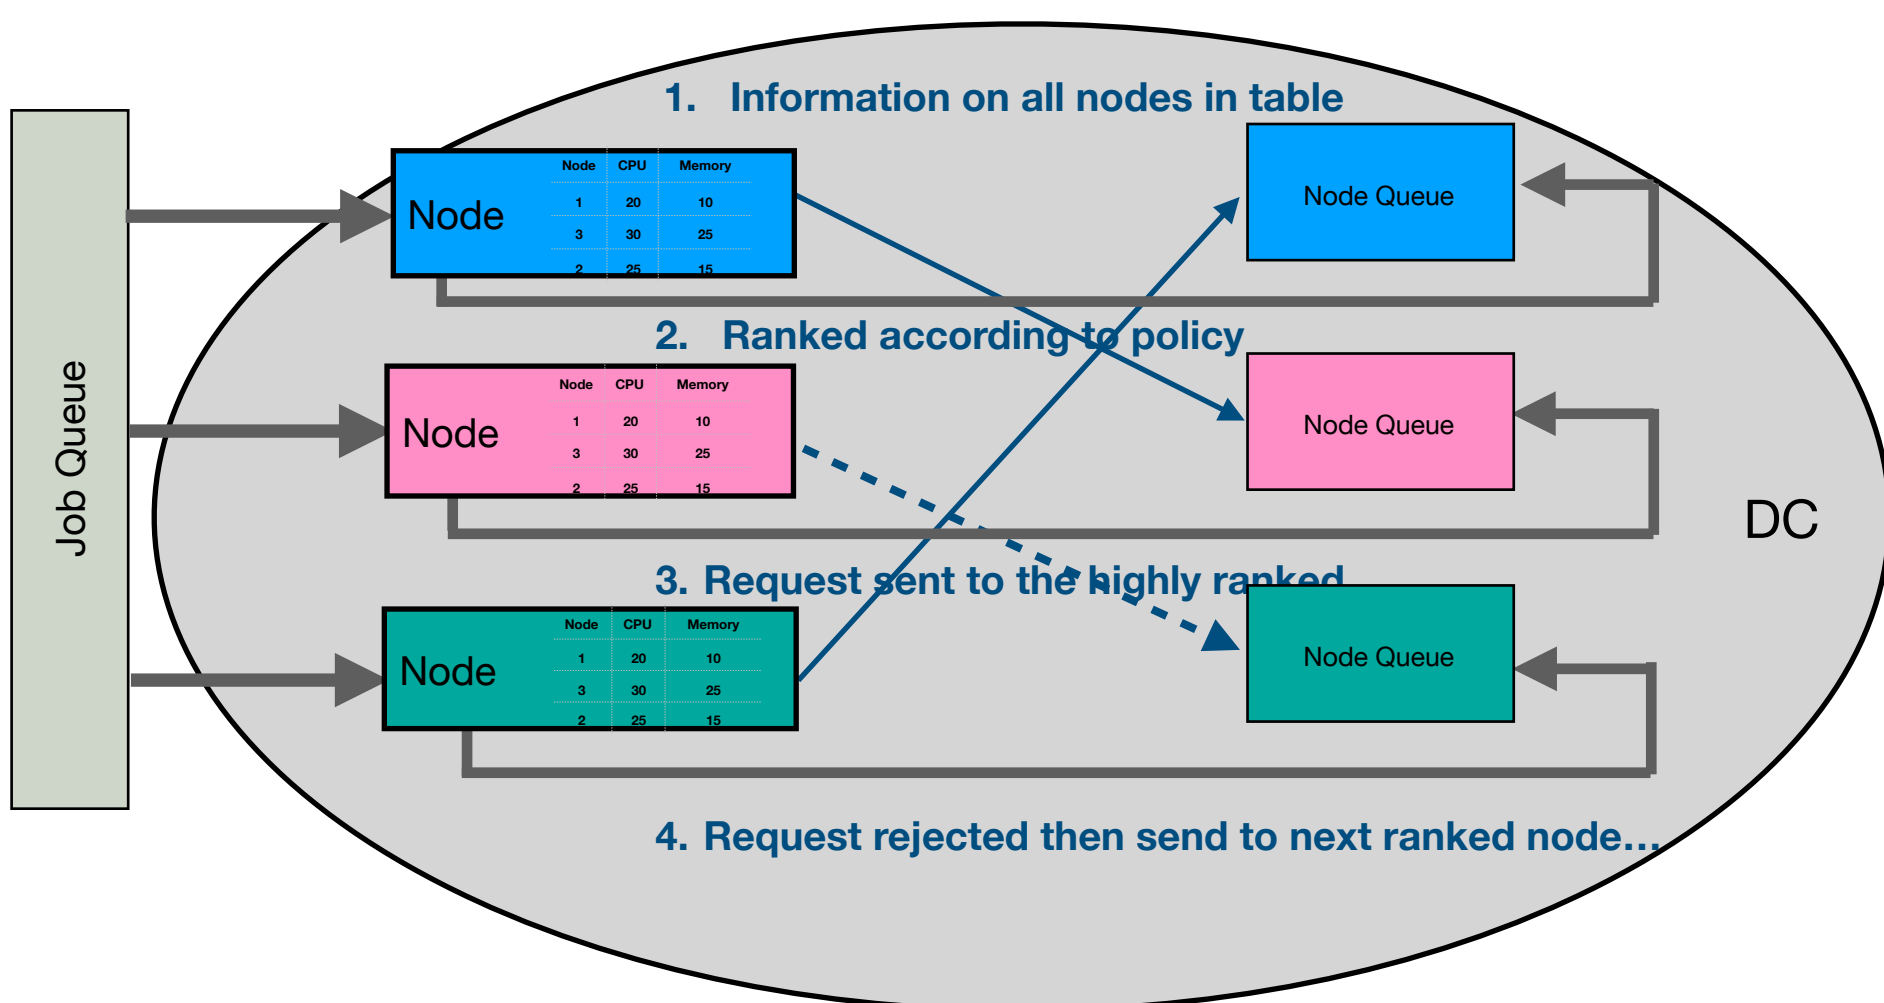 1. Information on all nodes in table
Job Queue
Node
Node CPU Memory
1 20 10
3 30 25
2 25 15
Node Queue
2. Ranked according to policy
Node
Node CPU Memory
1 20 10
3 30 25
2 25 15
Node Queue
DC
3. Request sent to the highly ranked
Node
Node CPU Memory
1 20 10
3 30 25
2 25 15
Node Queue
4. Request rejected then send to next ranked node...